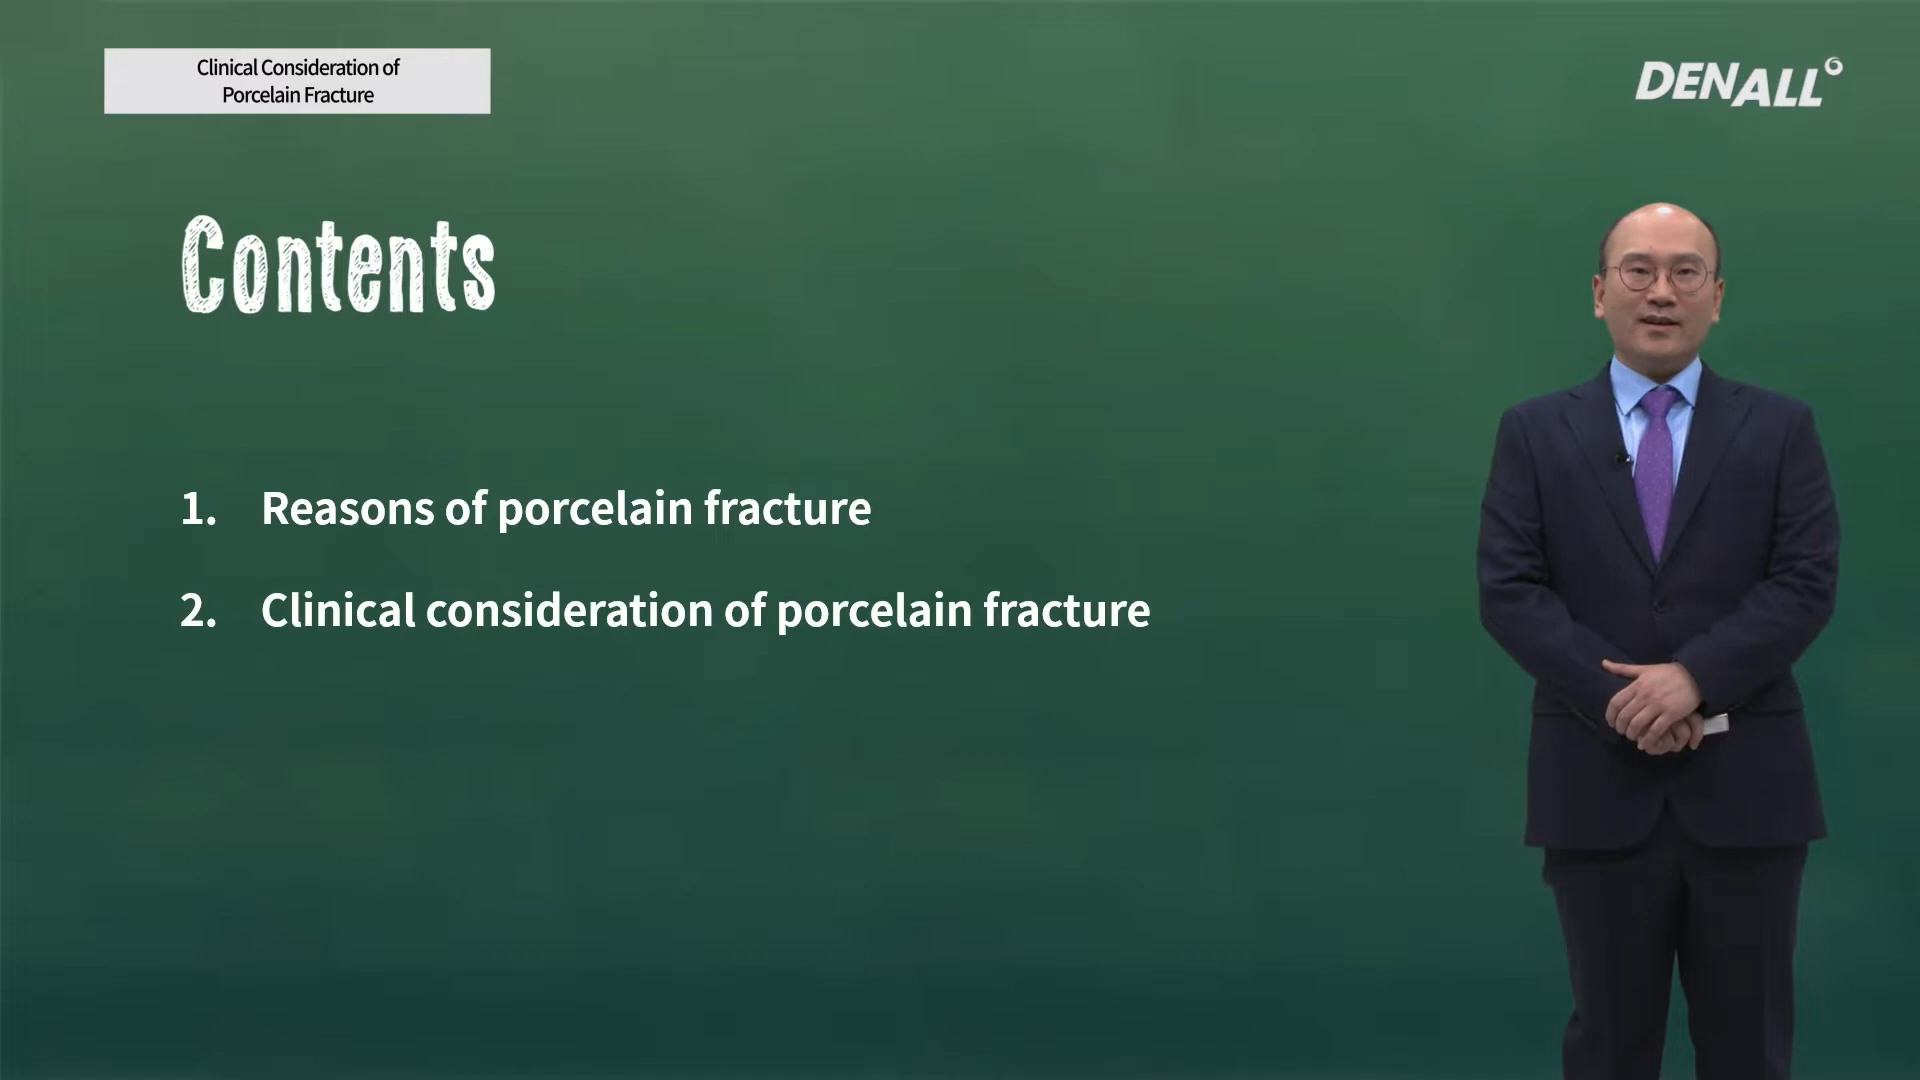 Clinical Consideration of
Porcelain Fracture
DENALL
Contents
1. Reasons of porcelain fracture
2. Clinical consideration of porcelain fracture